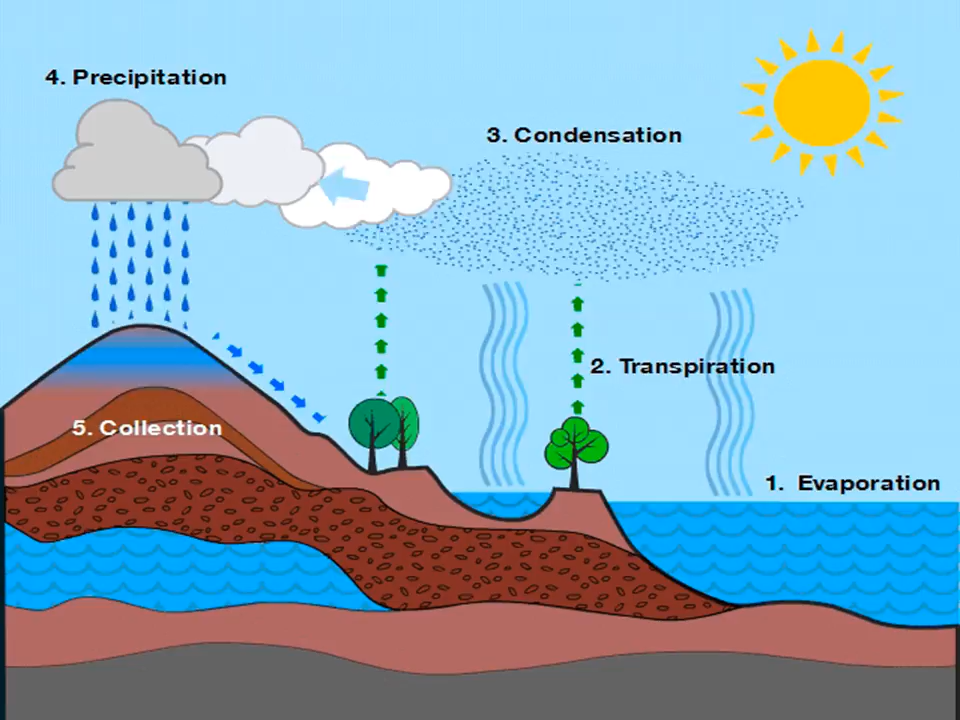 4. Precipitation
3. Condensation
2. Transpiration
5. Collection
1. Evaporation